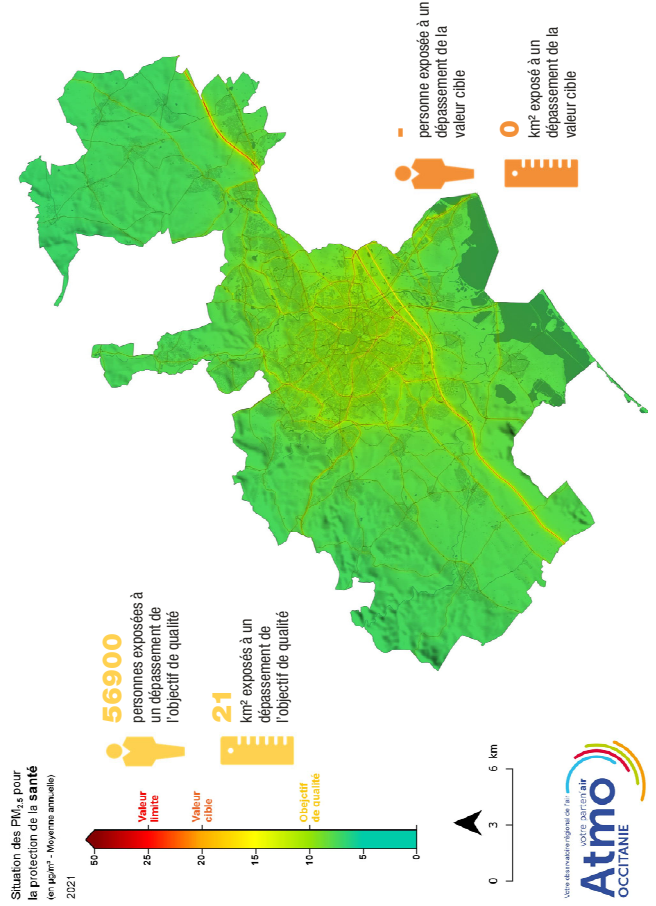 Situation des PM2.5 pour
la protection de la santé
(en µg/m³ - Moyenne annuelle)
2021
50
25
20
15
10
5
0
Valeur
limite
Valeur
cible
Objectif
de qualité
56900
personnes exposées à
un dépassement de
l'objectif de qualité
21
km² exposés à un
dépassement de
l'objectif de qualité
-
personne exposée à un
dépassement de la
valeur cible
0
km² exposé à un
dépassement de la
valeur cible
0 3 6 km
Votre observatoire régional de l'air
votre parten'air
Atmo
OCCITANIE